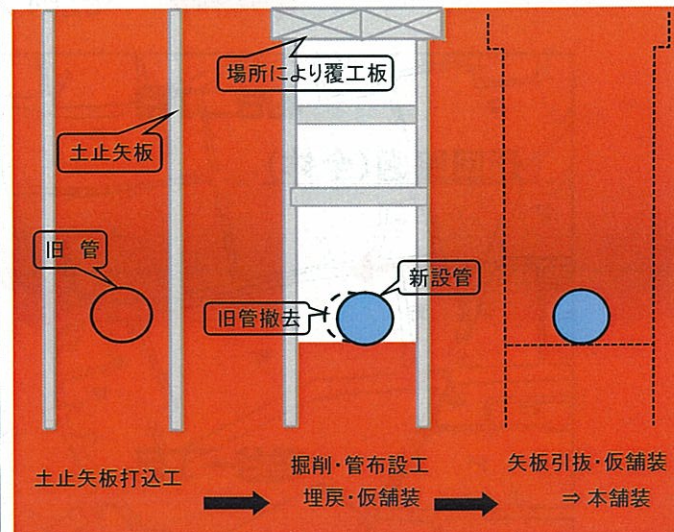 場所により覆工板
土止矢板
旧 管
新設管
旧管撤去
土止矢板打込工
掘削・管布設工
埋戻・仮舗装
矢板引抜・仮舗装
⇒ 本舗装